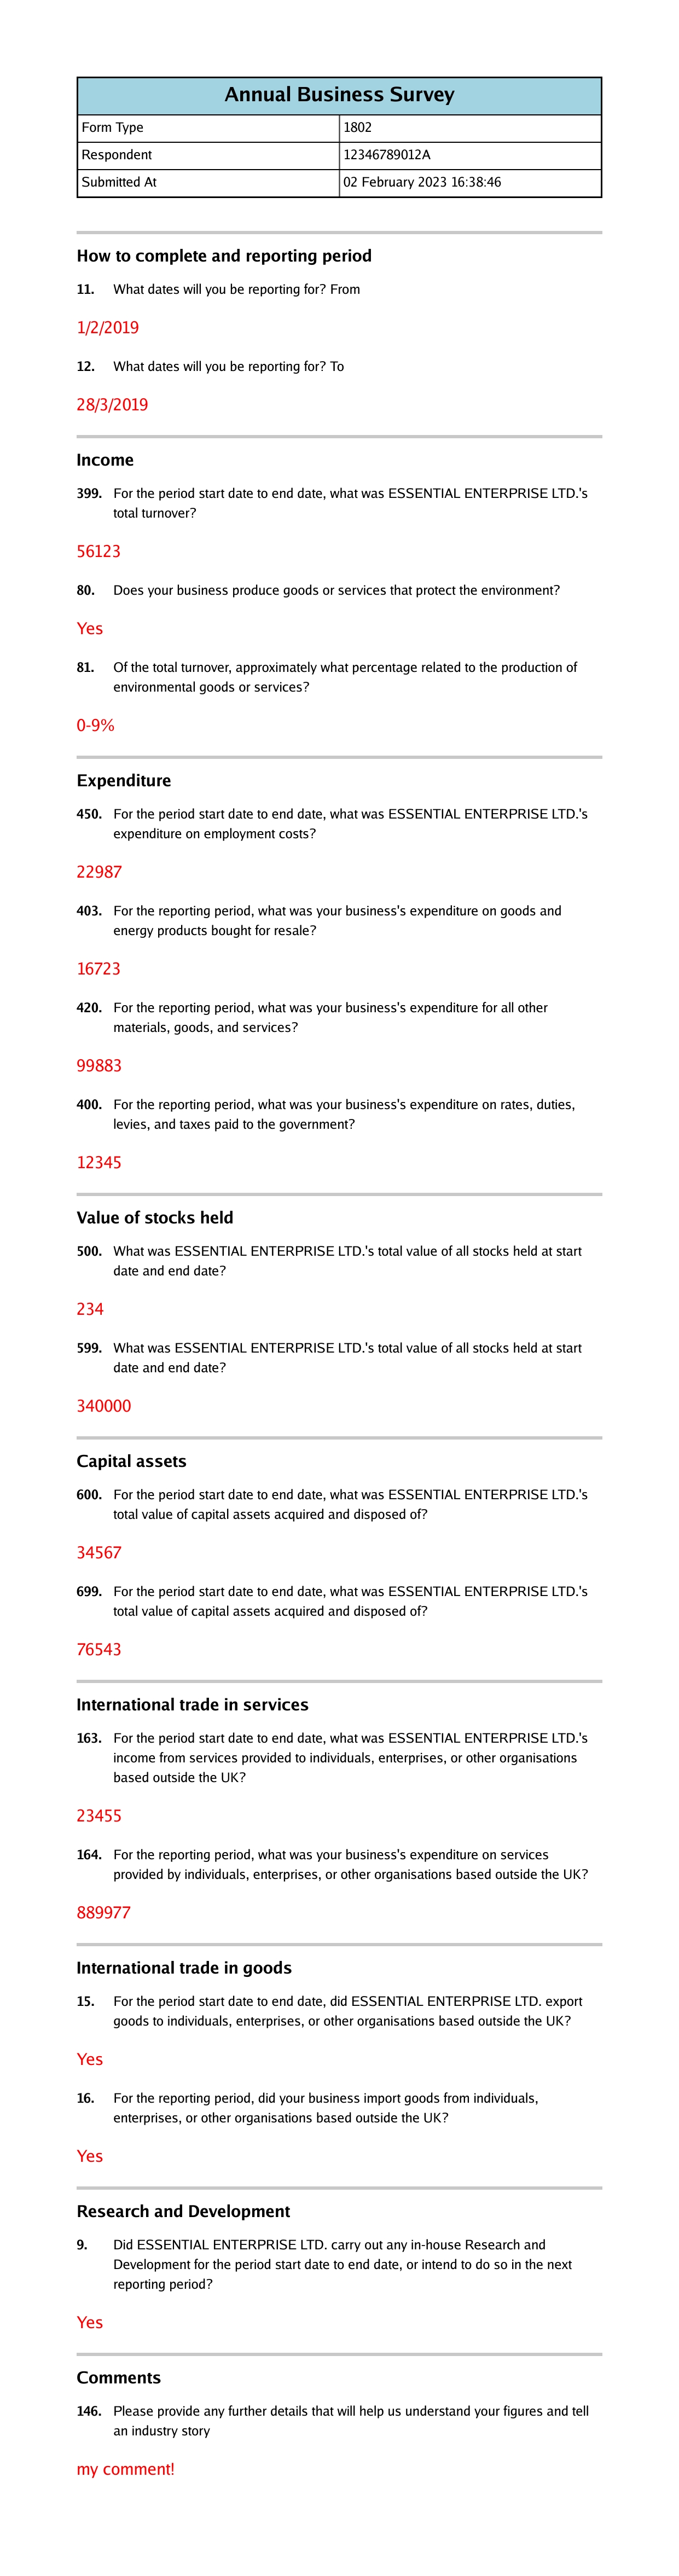 Annual Business Survey
Form Type 1802
Respondent 12346789012A
Submitted At 02 February 2023 16:38:46
How to complete and reporting period
11. What dates will you be reporting for? From
1/2/2019
12. What dates will you be reporting for? To
28/3/2019
Income
399. For the period start date to end date, what was ESSENTIAL ENTERPRISE LTD.'s
total turnover?
56123
80. Does your business produce goods or services that protect the environment?
Yes
81. Of the total turnover, approximately what percentage related to the production of
environmental goods or services?
0-9%
Expenditure
450. For the period start date to end date, what was ESSENTIAL ENTERPRISE LTD.'s
expenditure on employment costs?
22987
403. For the reporting period, what was your business's expenditure on goods and
energy products bought for resale?
16723
420. For the reporting period, what was your business's expenditure for all other
materials, goods, and services?
99883
400. For the reporting period, what was your business's expenditure on rates, duties,
levies, and taxes paid to the government?
12345
Value of stocks held
500. What was ESSENTIAL ENTERPRISE LTD.'s total value of all stocks held at start
date and end date?
234
599. What was ESSENTIAL ENTERPRISE LTD.'s total value of all stocks held at start
date and end date?
340000
Capital assets
600. For the period start date to end date, what was ESSENTIAL ENTERPRISE LTD.'s
total value of capital assets acquired and disposed of?
34567
699. For the period start date to end date, what was ESSENTIAL ENTERPRISE LTD.'s
total value of capital assets acquired and disposed of?
76543
International trade in services
163. For the period start date to end date, what was ESSENTIAL ENTERPRISE LTD.'s
income from services provided to individuals, enterprises, or other organisations
based outside the UK?
23455
164. For the reporting period, what was your business's expenditure on services
provided by individuals, enterprises, or other organisations based outside the UK?
889977
International trade in goods
15. For the period start date to end date, did ESSENTIAL ENTERPRISE LTD. export
goods to individuals, enterprises, or other organisations based outside the UK?
Yes
16. For the reporting period, did your business import goods from individuals,
enterprises, or other organisations based outside the UK?
Yes
Research and Development
9. Did ESSENTIAL ENTERPRISE LTD. carry out any in-house Research and
Development for the period start date to end date, or intend to do so in the next
reporting period?
Yes
Comments
146. Please provide any further details that will help us understand your figures and tell
an industry story
my comment!